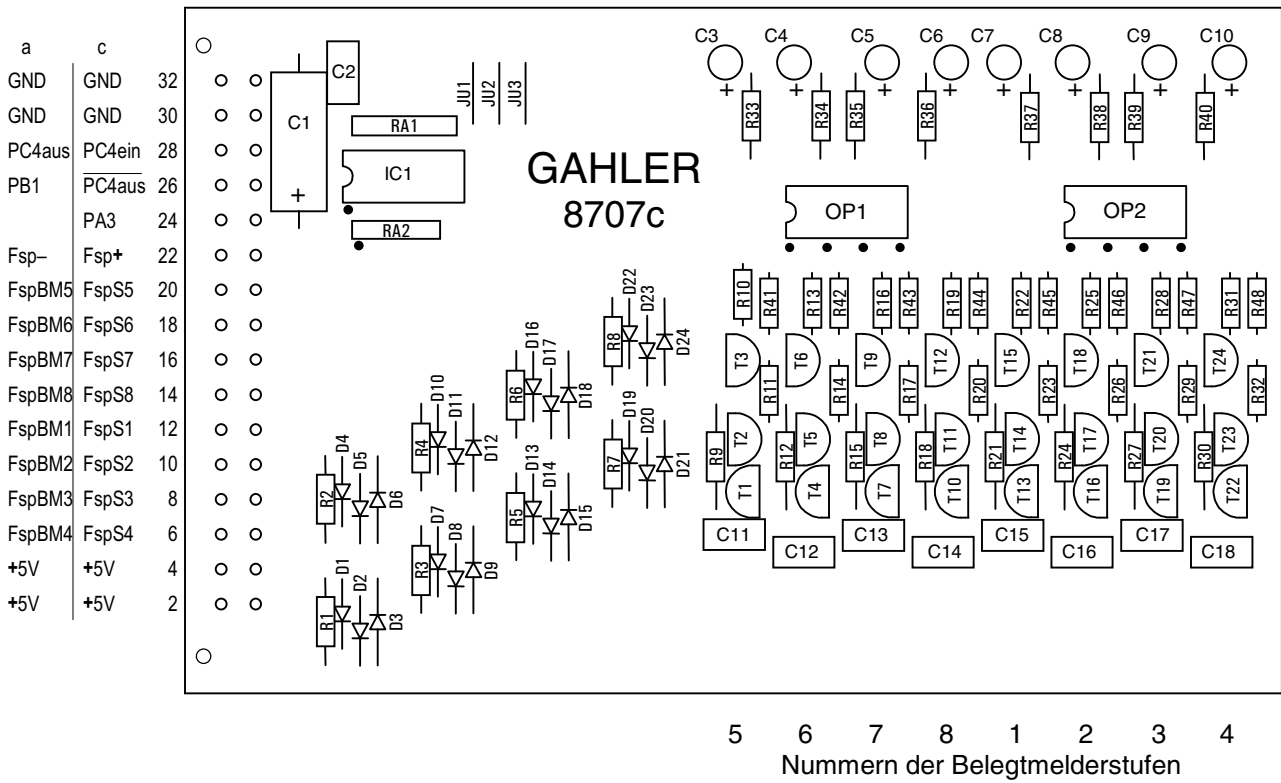 a c
GND GND 32
GND GND 30
PC4aus PC4ein 28
PB1 PC4aus 26
PA3 24
Fsp– Fsp+ 22
FspBM5 FspS5 20
FspBM6 FspS6 18
FspBM7 FspS7 16
FspBM8 FspS8 14
FspBM1 FspS1 12
FspBM2 FspS2 10
FspBM3 FspS3 8
FspBM4 FspS4 6
+5V +5V 4
+5V +5V 2
C3 C4 C5 C6 C7 C8 C9 C10
+ + + + + + + +
C2 JU1 JU2 JU3
R33 R34 R35 R36 R37 R38 R39 R40
C1 RA1
+
IC1
RA2
GAHLER
8707c
OP1 OP2
R10 R41 R13 R42 R16 R43 R19 R44 R22 R45 R25 R46 R28 R47 R31 R48
T3 T6 T9 T12 T15 T18 T21 T24
R11 R14 R17 R20 R23 R26 R29 R32
R9 T2 R12 T5 R15 T8 R18 T11 R21 T14 R24 T17 R27 T20 R30 T23
T1 T4 T7 T10 T13 T16 T19 T22
C11 C12 C13 C14 C15 C16 C17 C18
R8 D22 D23 D24
R6 D16 D17 D18
R7 D19 D20 D21
R4 D10 D11 D12
R5 D13 D14 D15
R2 D4 D5 D6
R3 D7 D8 D9
R1 D1 D2 D3
5 6 7 8 1 2 3 4
Nummern der Belegtmelderstufen